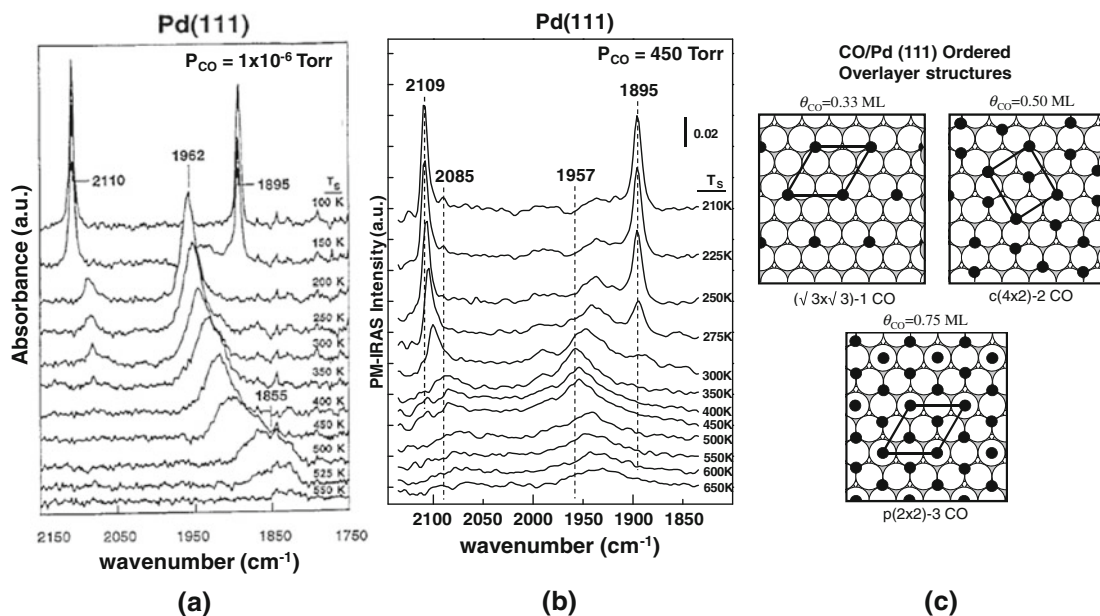 Pd(111)
P_CO = 1x10⁻⁶ Torr
2110
1962
1895
T_S
100 K
150 K
200 K
250 K
300 K
350 K
400 K
1855
450 K
500 K
525 K
550 K
Absorbance (a.u.)
2150
2050
1950
1850
1750
wavenumber (cm⁻¹)
(a)
Pd(111)
P_CO = 450 Torr
2109
2085
1957
1895
0.02
T_S
210K
225K
250K
275K
300K
350K
400K
450K
500K
550K
600K
650K
PM-IRAS Intensity (a.u.)
2100
2050
2000
1950
1900
1850
wavenumber (cm⁻¹)
(b)
CO/Pd (111) Ordered
Overlayer structures
θ_CO=0.33 ML
θ_CO=0.50 ML
(√3x√3)-1 CO
c(4x2)-2 CO
θ_CO=0.75 ML
p(2x2)-3 CO
(c)